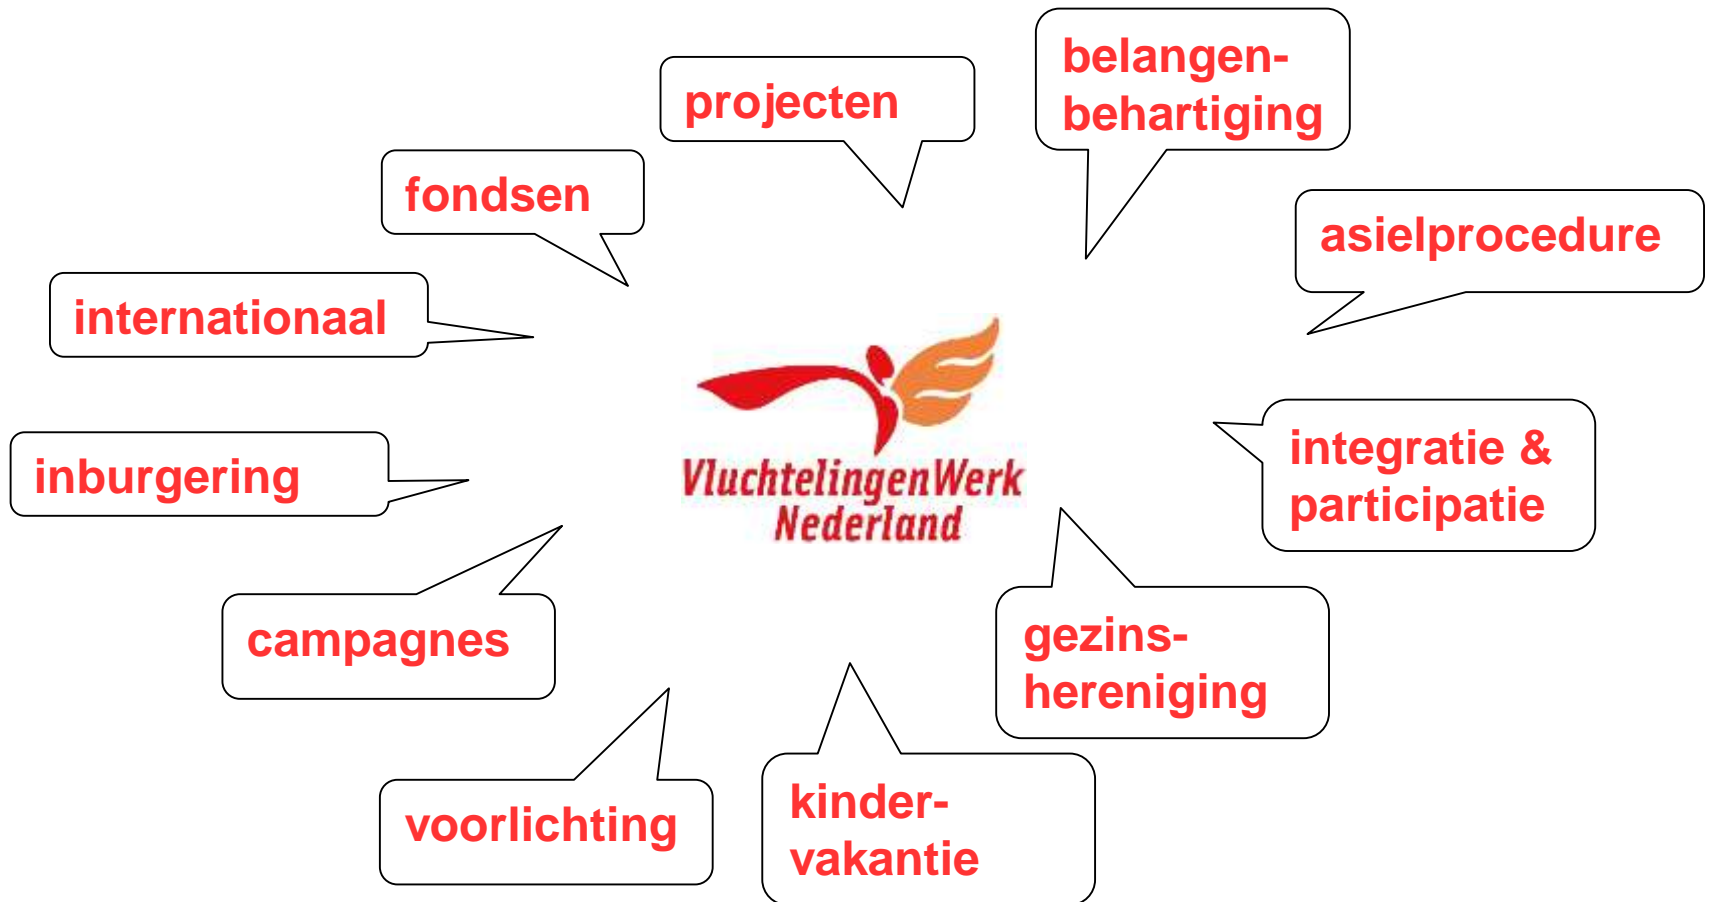 belangen-
behartiging
projecten
fondsen
asielprocedure
internationaal
VluchtelingenWerk
Nederland
integratie &
participatie
inburgering
campagnes
gezins-
hereniging
voorlichting
kinder-
vakantie